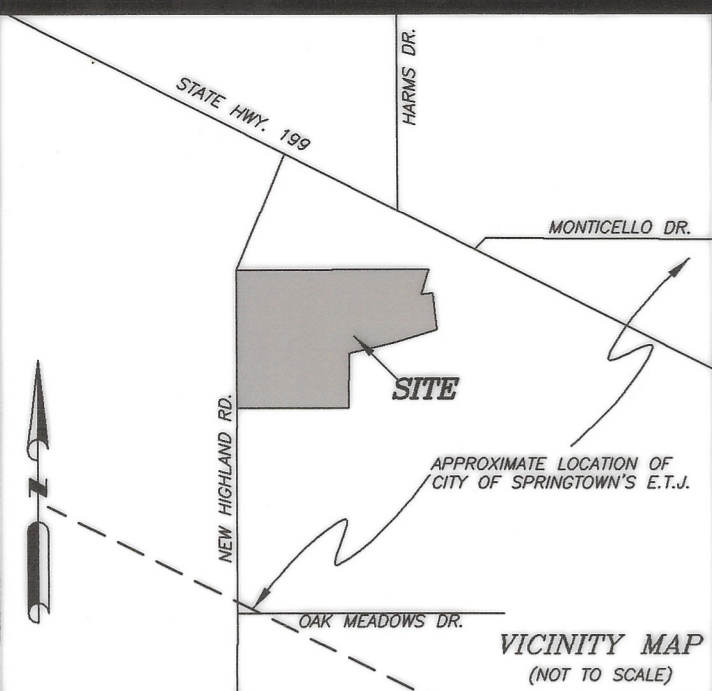 HARMS DR.
STATE HWY. 199
MONTICELLO DR.
SITE
NEW HIGHLAND RD.
APPROXIMATE LOCATION OF
CITY OF SPRINGTOWN'S E.T.J.
N
OAK MEADOWS DR.
VICINITY MAP
(NOT TO SCALE)